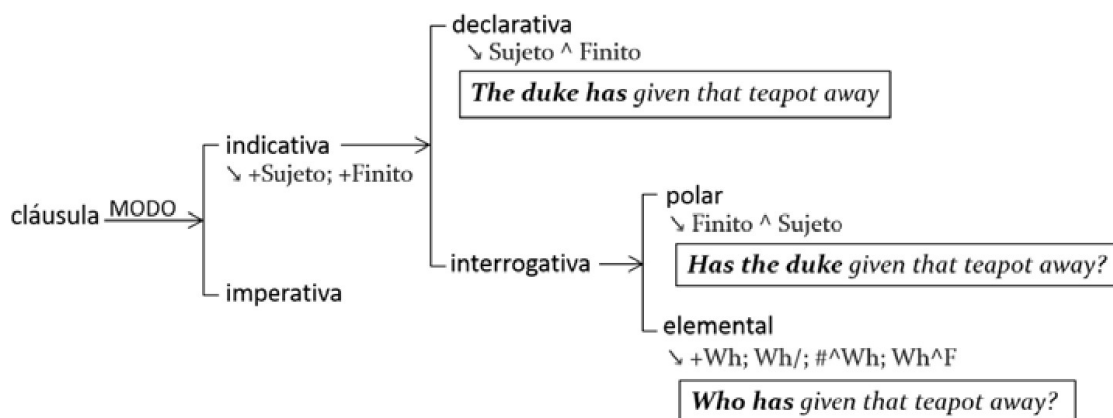 declarativa
↘ Sujeto ^ Finito
The duke has given that teapot away
indicativa
↘ +Sujeto; +Finito
cláusula MODO
polar
↘ Finito ^ Sujeto
interrogativa
Has the duke given that teapot away?
imperativa
elemental
↘ +Wh; Wh/; #^Wh; Wh^F
Who has given that teapot away?